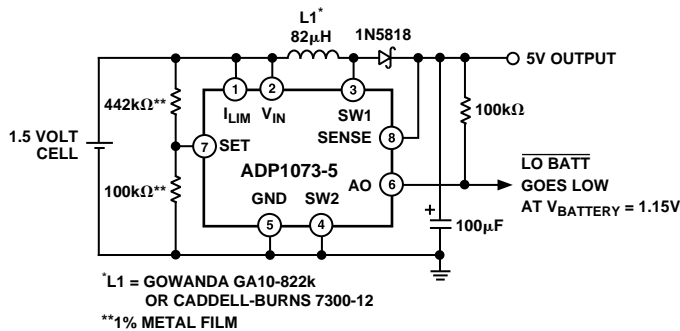 L1*
82µH
1N5818
5V OUTPUT
442kΩ**
1
2
3
I_LIM
V_IN
SW1
100kΩ
1.5 VOLT
CELL
7
SET
SENSE
8
ADP1073-5
AO
6
LO BATT
GOES LOW
AT V_BATTERY = 1.15V
100kΩ**
GND
SW2
5
4
+
100µF
*L1 = GOWANDA GA10-822k
OR CADDELL-BURNS 7300-12
**1% METAL FILM